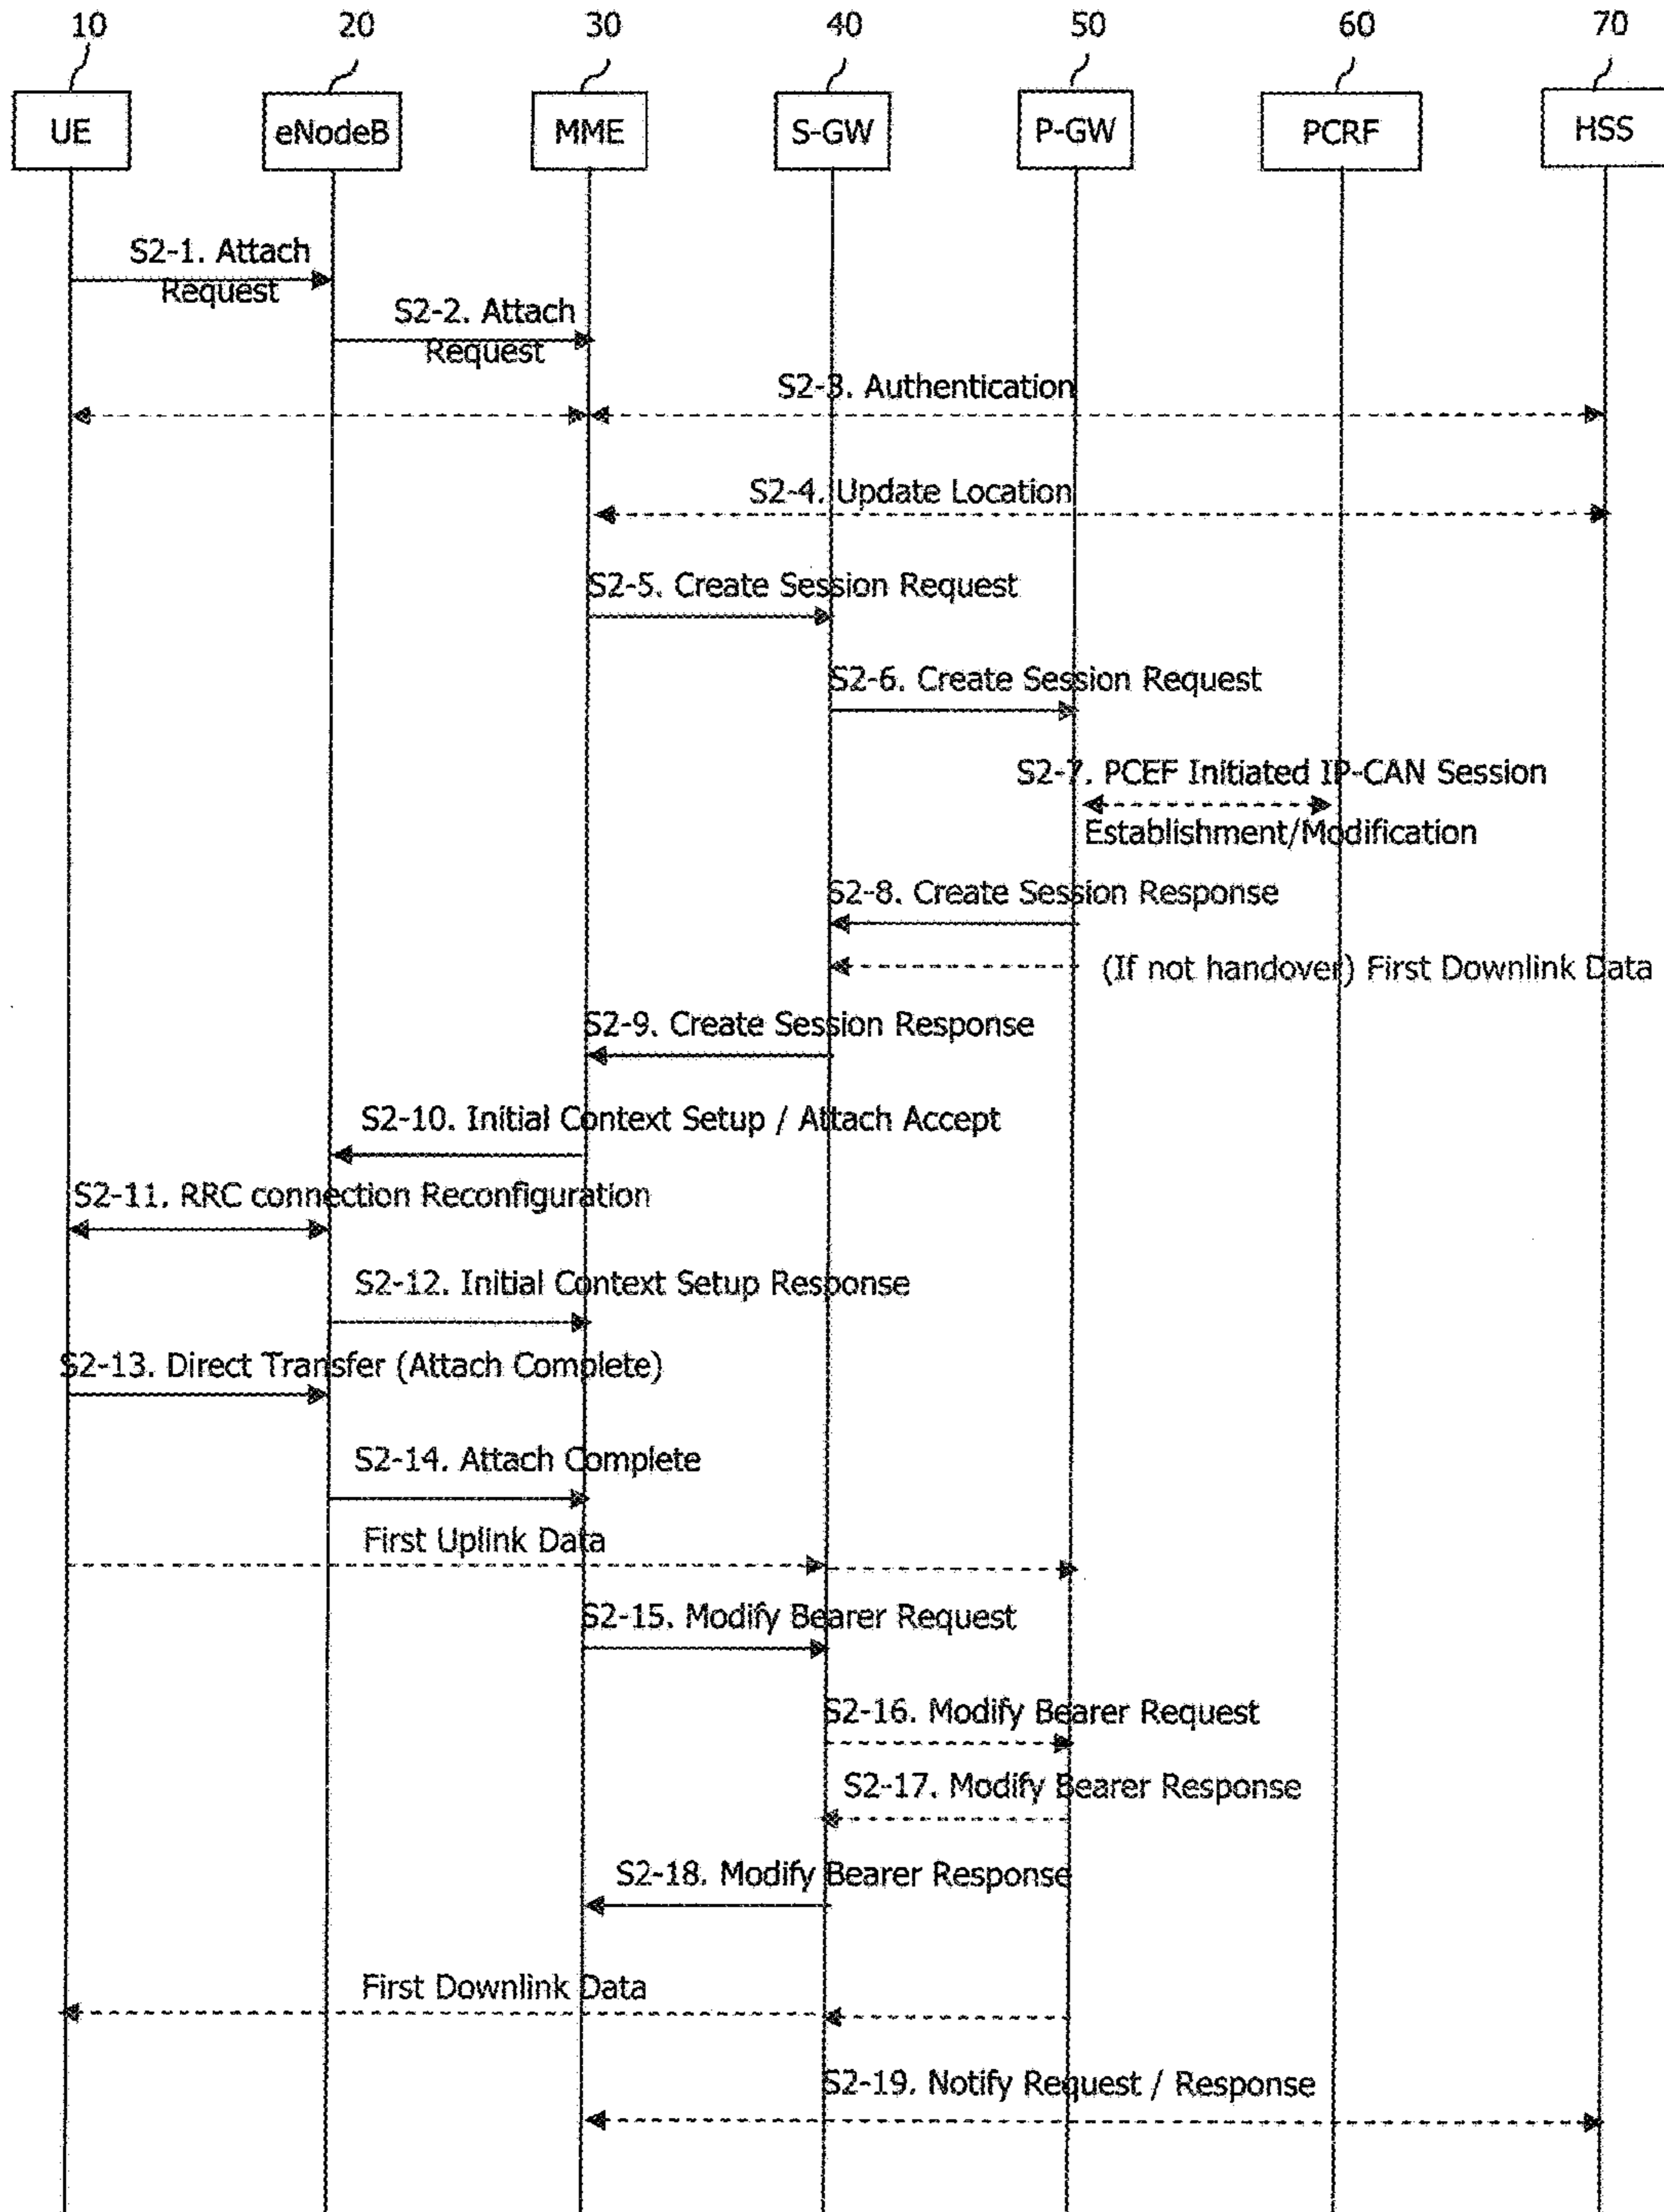 10 20 30 40 50 60 70
UE eNodeB MME S-GW P-GW PCRF HSS
S2-1. Attach
Request
S2-2. Attach
Request
S2-3. Authentication
S2-4. Update Location
S2-5. Create Session Request
S2-6. Create Session Request
S2-7. PCEF Initiated IP-CAN Session
Establishment/Modification
S2-8. Create Session Response
(If not handover) First Downlink Data
S2-9. Create Session Response
S2-10. Initial Context Setup / Attach Accept
S2-11. RRC connection Reconfiguration
S2-12. Initial Context Setup Response
S2-13. Direct Transfer (Attach Complete)
S2-14. Attach Complete
First Uplink Data
S2-15. Modify Bearer Request
S2-16. Modify Bearer Request
S2-17. Modify Bearer Response
S2-18. Modify Bearer Response
First Downlink Data
S2-19. Notify Request / Response